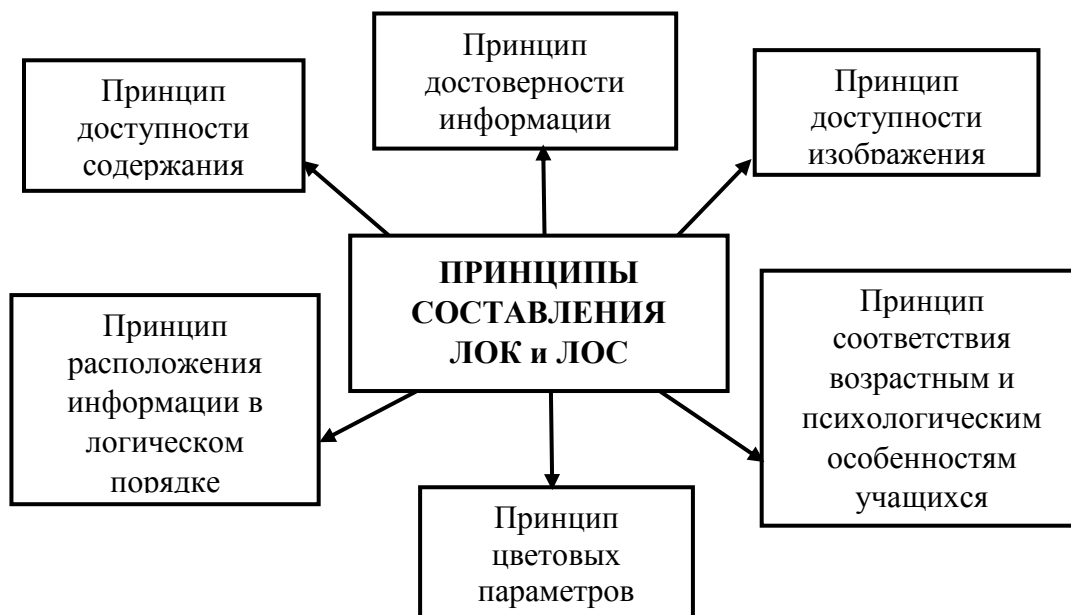 Принцип
доступности
содержания
Принцип
достоверности
информации
Принцип
доступности
изображения
ПРИНЦИПЫ
СОСТАВЛЕНИЯ
ЛОК и ЛОС
Принцип
расположения
информации в
логическом
порядке
Принцип
соответствия
возрастным и
психологическим
особенностям
учащихся
Принцип
цветовых
параметров